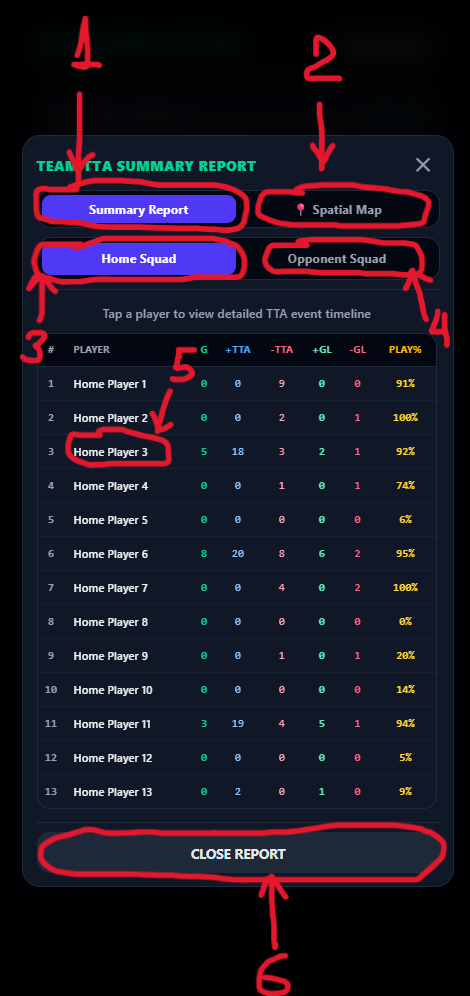 1
2
TEAM TTA SUMMARY REPORT ×
Summary Report 📍 Spatial Map
Home Squad Opponent Squad
3 4
Tap a player to view detailed TTA event timeline
# PLAYER G +TTA -TTA +GL -GL PLAY%
5
1 Home Player 1 0 0 9 0 0 91%
2 Home Player 2 0 0 2 0 1 100%
3 Home Player 3 5 18 3 2 1 92%
4 Home Player 4 0 0 1 0 1 74%
5 Home Player 5 0 0 0 0 0 6%
6 Home Player 6 8 20 8 6 2 95%
7 Home Player 7 0 0 4 0 2 100%
8 Home Player 8 0 0 0 0 0 0%
9 Home Player 9 0 0 1 0 1 20%
10 Home Player 10 0 0 0 0 0 14%
11 Home Player 11 3 19 4 5 1 94%
12 Home Player 12 0 0 0 0 0 5%
13 Home Player 13 0 2 0 1 0 9%
CLOSE REPORT
6